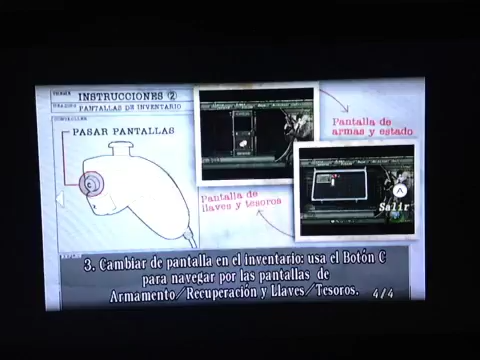 INSTRUCCIONES ②
PANTALLAS DE INVENTARIO
PASAR PANTALLAS
Pantalla de
armas y estado
Pantalla de
llaves y tesoros
A
Salir
3. Cambiar de pantalla en el inventario: usa el Botón C
para navegar por las pantallas de
Armamento/Recuperación y Llaves/Tesoros.
4/4